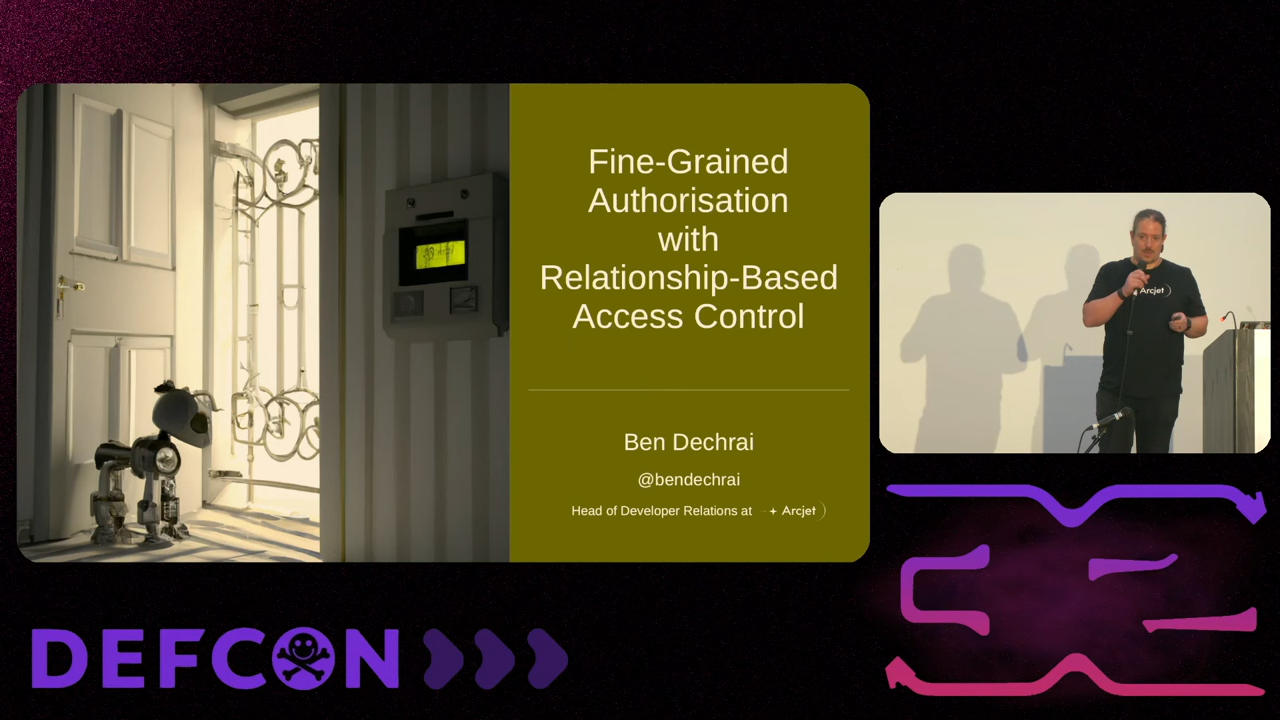 Fine-Grained
Authorisation
with
Relationship-Based
Access Control
Ben Dechrai
@bendechrai
Head of Developer Relations at Arcjet
Arcjet
DEFCON